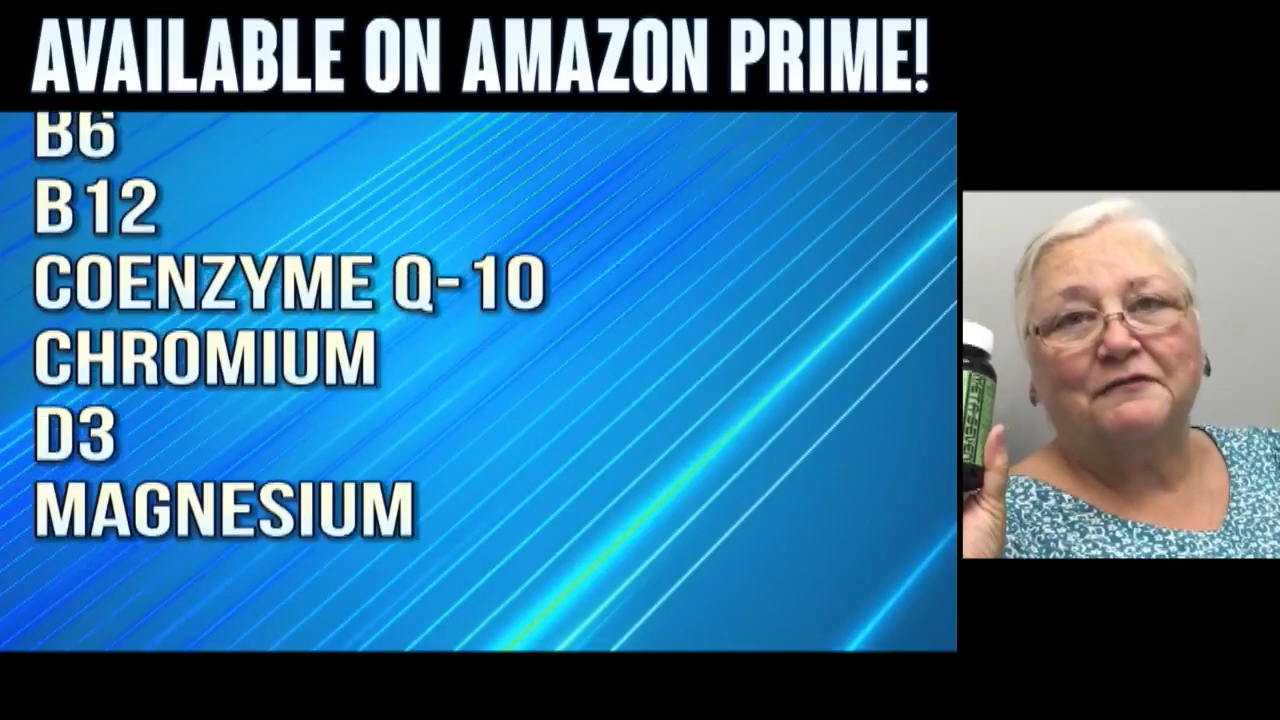 AVAILABLE ON AMAZON PRIME!
B6
B12
COENZYME Q-10
CHROMIUM
D3
MAGNESIUM